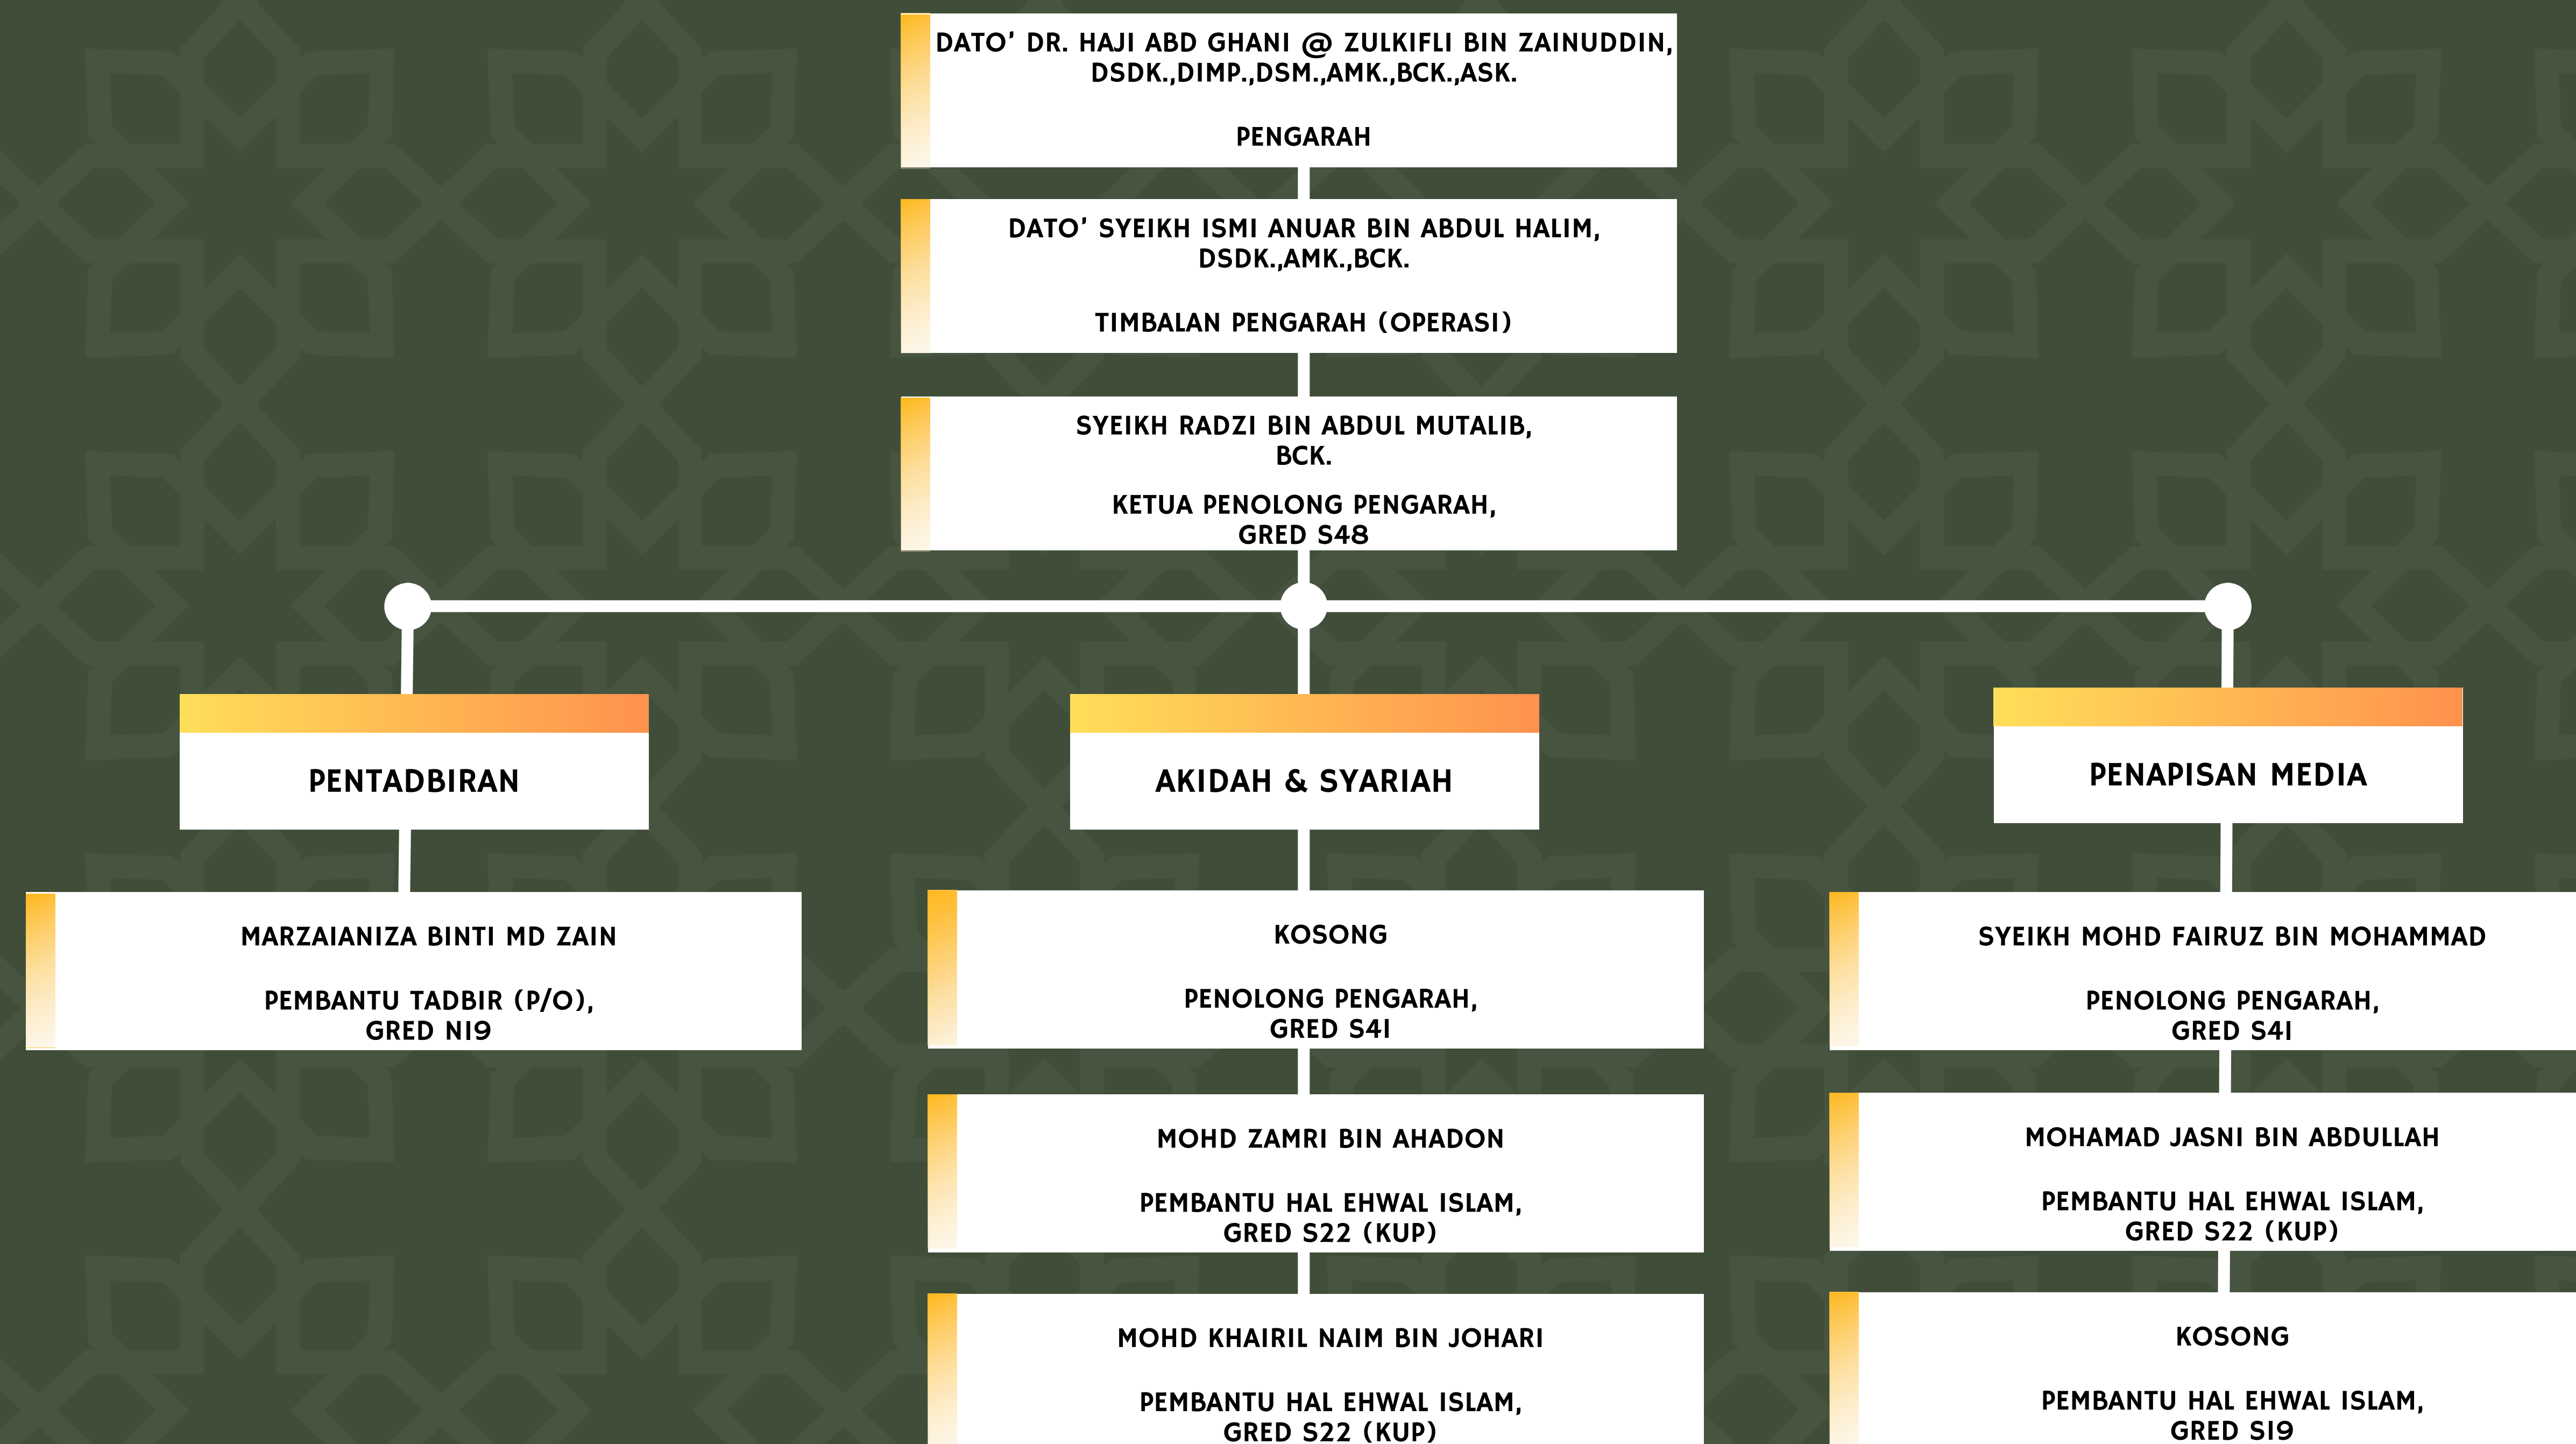 DATO' DR. HAJI ABD GHANI @ ZULKIFLI BIN ZAINUDDIN,
DSDK.,DIMP.,DSM.,AMK.,BCK.,ASK.
PENGARAH
DATO' SYEIKH ISMI ANUAR BIN ABDUL HALIM,
DSDK.,AMK.,BCK.
TIMBALAN PENGARAH (OPERASI)
SYEIKH RADZI BIN ABDUL MUTALIB,
BCK.
KETUA PENOLONG PENGARAH,
GRED S48
PENTADBIRAN
MARZAIANIZA BINTI MD ZAIN
PEMBANTU TADBIR (P/O),
GRED N19
AKIDAH & SYARIAH
KOSONG
PENOLONG PENGARAH,
GRED S41
MOHD ZAMRI BIN AHADON
PEMBANTU HAL EHWAL ISLAM,
GRED S22 (KUP)
MOHD KHAIRIL NAIM BIN JOHARI
PEMBANTU HAL EHWAL ISLAM,
GRED S22 (KUP)
PENAPISAN MEDIA
SYEIKH MOHD FAIRUZ BIN MOHAMMAD
PENOLONG PENGARAH,
GRED S41
MOHAMAD JASNI BIN ABDULLAH
PEMBANTU HAL EHWAL ISLAM,
GRED S22 (KUP)
KOSONG
PEMBANTU HAL EHWAL ISLAM,
GRED S19